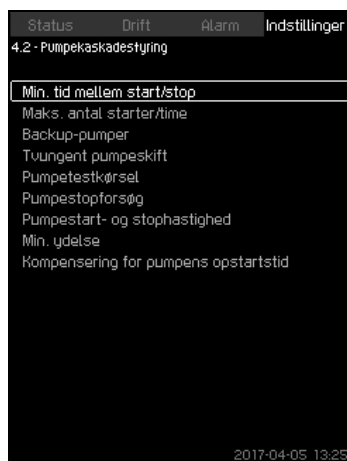 Status Drift Alarm Indstillinger
4.2 - Pumpekaskadestyring
Min. tid mellem start/stop
Maks. antal starter/time
Backup-pumper
Tvungent pumpeskift
Pumpetestkørsel
Pumpestopforsøg
Pumpestart- og stophastighed
Min. ydelse
Kompensering for pumpens opstartstid
2017-04-05 13:25